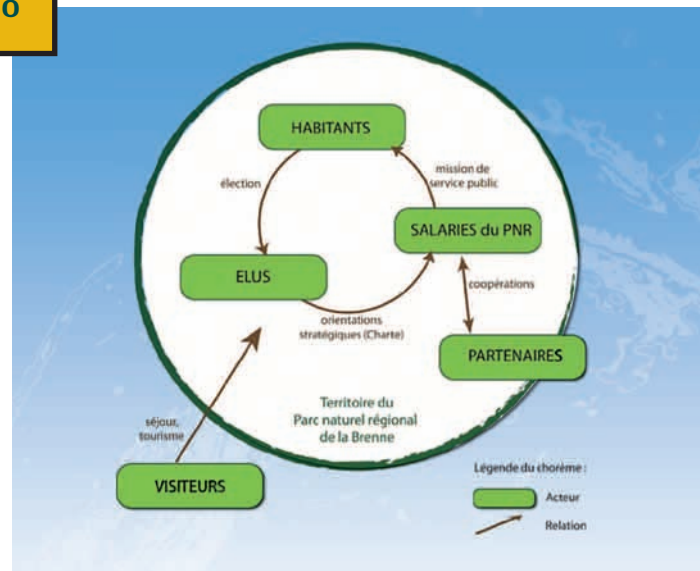 o
HABITANTS
élection
mission de
service public
SALARIES du PNR
ELUS
coopérations
orientations
stratégiques (Charte)
PARTENAIRES
Territoire du
Parc naturel régional
de la Brenne
séjour,
tourisme
VISITEURS
Légende du chorème :
Acteur
Relation